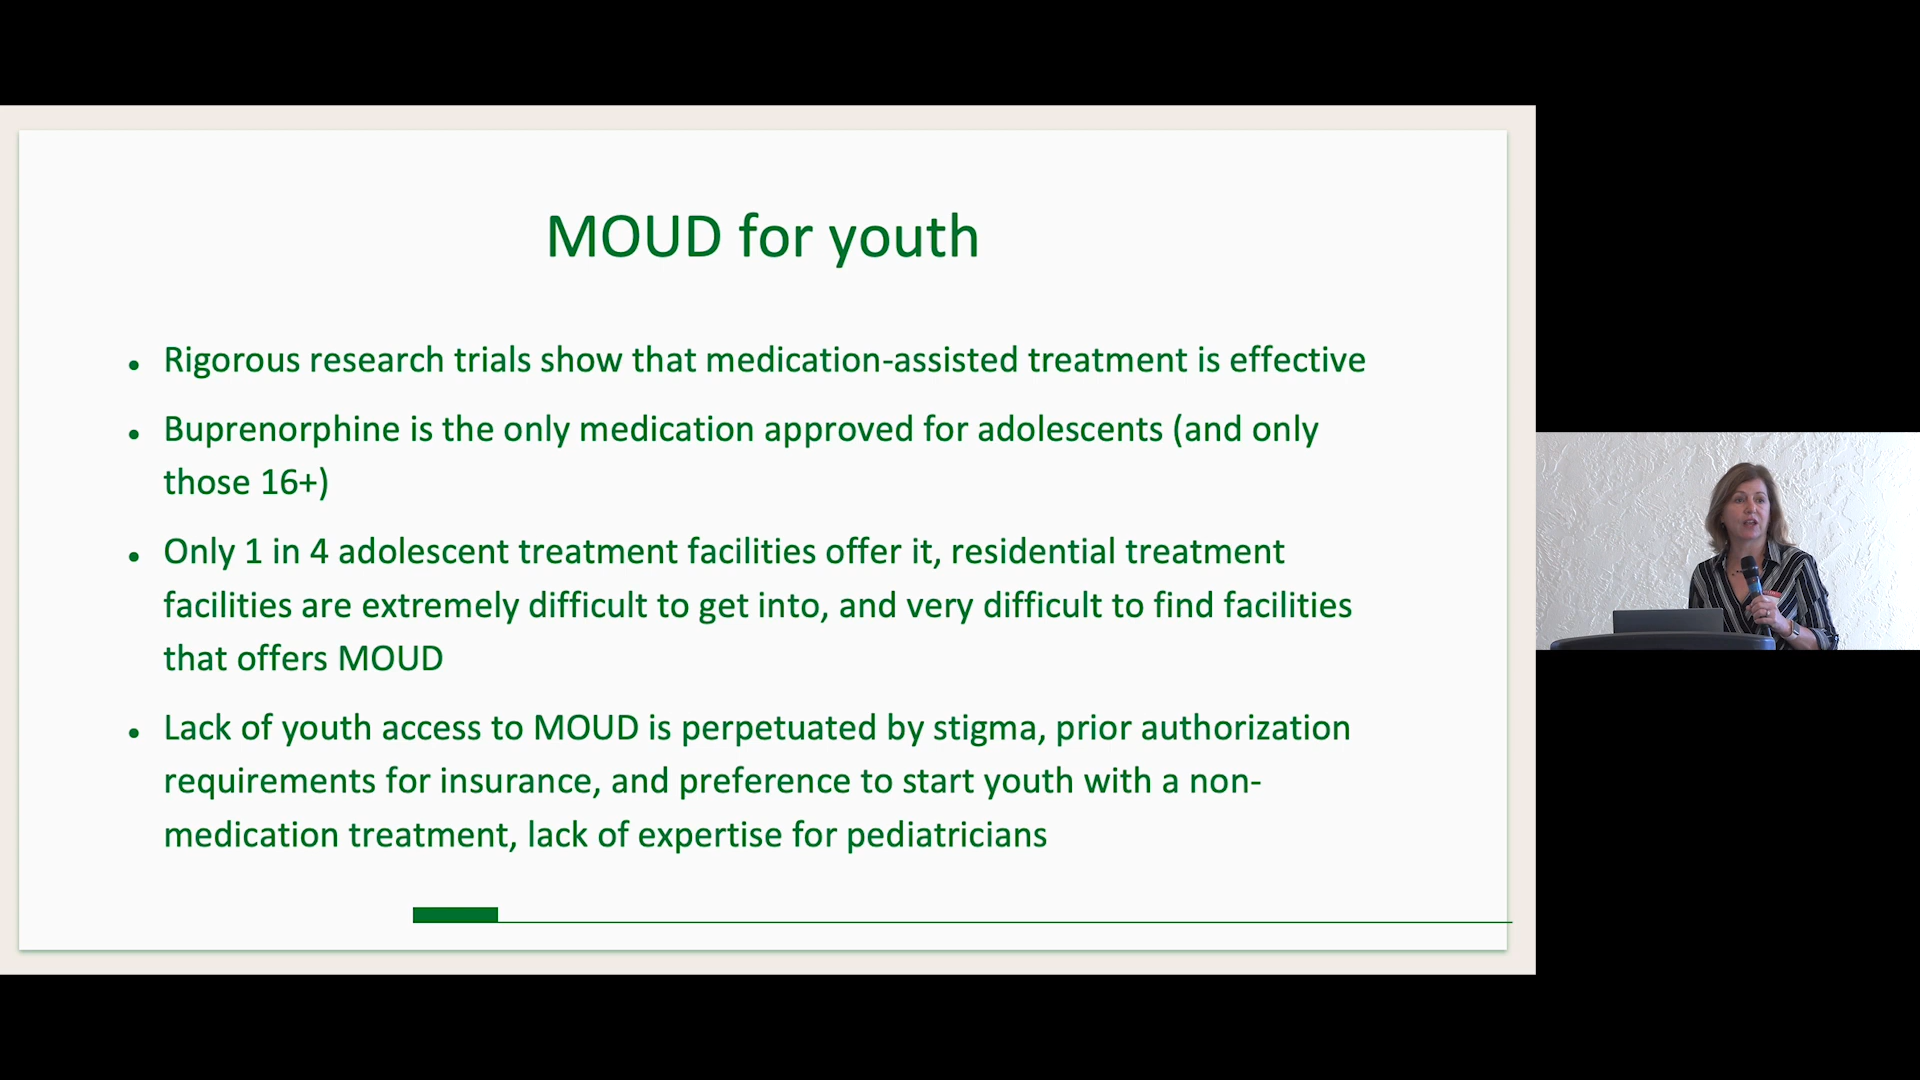 MOUD for youth
Rigorous research trials show that medication-assisted treatment is effective
Buprenorphine is the only medication approved for adolescents (and only
those 16+)
Only 1 in 4 adolescent treatment facilities offer it, residential treatment
facilities are extremely difficult to get into, and very difficult to find facilities
that offers MOUD
Lack of youth access to MOUD is perpetuated by stigma, prior authorization
requirements for insurance, and preference to start youth with a non-
medication treatment, lack of expertise for pediatricians